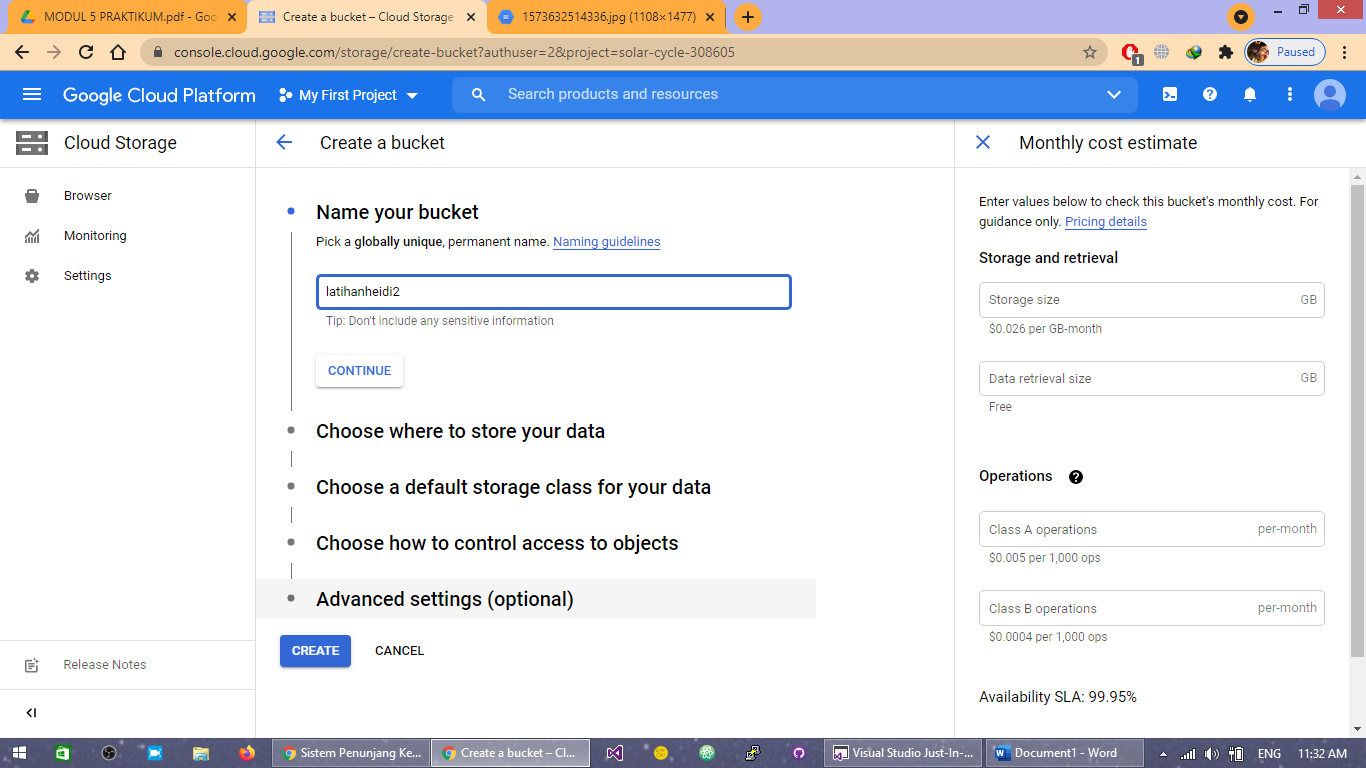 MODUL 5 PRAKTIKUM.pdf - Goo
Create a bucket – Cloud Storage
1573632514336.jpg (1108×1477)
console.cloud.google.com/storage/create-bucket?authuser=2&project=solar-cycle-308605
1
Paused
Google Cloud Platform
My First Project
Search products and resources
Cloud Storage
Create a bucket
Monthly cost estimate
Browser
Monitoring
Settings
Release Notes
Name your bucket
Pick a globally unique, permanent name. Naming guidelines
latihanheidi2
Tip: Don't include any sensitive information
CONTINUE
Choose where to store your data
Choose a default storage class for your data
Choose how to control access to objects
Advanced settings (optional)
CREATE
CANCEL
Enter values below to check this bucket's monthly cost. For
guidance only. Pricing details
Storage and retrieval
Storage size GB
$0.026 per GB-month
Data retrieval size GB
Free
Operations
Class A operations per-month
$0.005 per 1,000 ops
Class B operations per-month
$0.0004 per 1,000 ops
Availability SLA: 99.95%
Sistem Penunjang Ke...
Create a bucket – Cl...
Visual Studio Just-In-...
Document1 - Word
ENG
11:32 AM